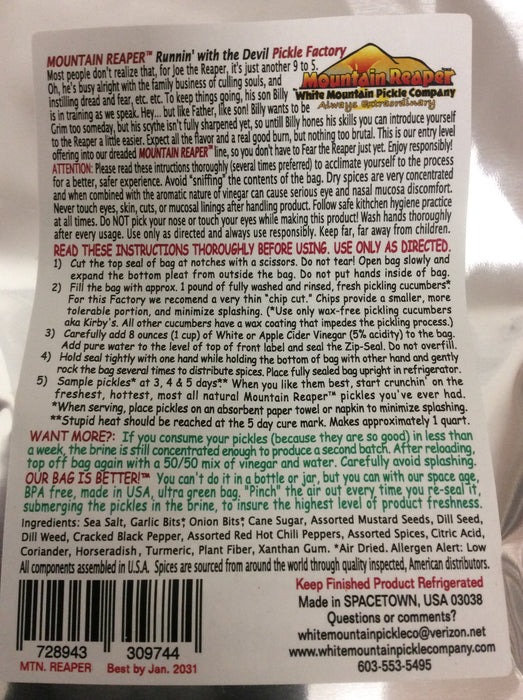 MOUNTAIN REAPER™ Runnin' with the Devil Pickle Factory
Most people don't realize that, for Joe the Reaper, it's just another 9 to 5.
Oh, he's busy alright with the family business of culling souls, and
instilling dread and fear, etc. etc. To keep things going, his son Billy
is in training as we speak. Hey... but like Father, like son! Billy wants to be
Mountain Reaper™
White Mountain Pickle Company
Always Extraordinary
Grim too someday, but his scythe isn't fully sharpened yet, so untill Billy hones his skills you can introduce yourself
to the Reaper a little easier. Expect all the flavor and a real good burn, but nothing too brutal. This is our entry level
offering into our dreaded MOUNTAIN REAPER™ line, so you don't have to Fear the Reaper just yet. Enjoy responsibly!
ATTENTION: Please read these intructions thoroughly (several times preferred) to acclimate yourself to the process
for a better, safer experience. Avoid "sniffing" the contents of the bag. Dry spices are very concentrated
and when combined with the aromatic nature of vinegar can cause serious eye and nasal mucosa discomfort.
Never touch eyes, skin, cuts, or mucosal linings after handling product. Follow safe kithchen hygiene practice
at all times. Do NOT pick your nose or touch your eyes while making this product! Wash hands thoroughly
after every usage. Use only as directed and always use responsibly. Keep far, far away from children.
READ THESE INSTRUCTIONS THOROUGHLY BEFORE USING. USE ONLY AS DIRECTED.
1) Cut the top seal of bag at notches with a scissors. Do not tear! Open bag slowly and
expand the bottom pleat from outside the bag. Do not put hands inside of bag.
2) Fill the bag with approx. 1 pound of fully washed and rinsed, fresh pickling cucumbers*
For this Factory we recomend a very thin "chip cut." Chips provide a smaller, more
tolerable portion, and minimize splashing. (*Use only wax-free pickling cucumbers
aka Kirby's. All other cucumbers have a wax coating that impedes the pickling process.)
3) Carefully add 8 ounces (1 cup) of White or Apple Cider Vinegar (5% acidity) to the bag.
Add pure water to the level of top of front label and seal the Zip-Seal. Do not overfill.
4) Hold seal tightly with one hand while holding the bottom of bag with other hand and gently
rock the bag several times to distribute spices. Place fully sealed bag upright in refrigerator.
5) Sample pickles* at 3, 4 & 5 days** When you like them best, start crunchin' on the
freshest, hottest, most all natural Mountain Reaper™ pickles you've ever had.
*When serving, place pickles on an absorbent paper towel or napkin to minimize splashing.
**Stupid heat should be reached at the 5 day cure mark. Makes approximately 1 quart.
WANT MORE?: If you consume your pickles (because they are so good) in less than
a week, the brine is still concentrated enough to produce a second batch. After reloading,
top off bag again with a 50/50 mix of vinegar and water. Carefully avoid splashing.
OUR BAG IS BETTER!™ You can't do it in a bottle or jar, but you can with our space age,
BPA free, made in USA, ultra green bag. "Pinch" the air out every time you re-seal it,
submerging the pickles in the brine, to insure the highest level of product freshness.
Ingredients: Sea Salt, Garlic Bits*, Onion Bits*, Cane Sugar, Assorted Mustard Seeds, Dill Seed,
Dill Weed, Cracked Black Pepper, Assorted Red Hot Chili Peppers, Assorted Spices, Citric Acid,
Coriander, Horseradish, Turmeric, Plant Fiber, Xanthan Gum. *Air Dried. Allergen Alert: Low
All components assembled in U.S.A. Spices are sourced from around the world through quality inspected, American distributors.
Keep Finished Product Refrigerated
Made in SPACETOWN, USA 03038
Questions or comments?
whitemountainpickleco@verizon.net
www.whitemountainpicklecompany.com
603-553-5495
728943 309744
MTN. REAPER Best by Jan. 2031